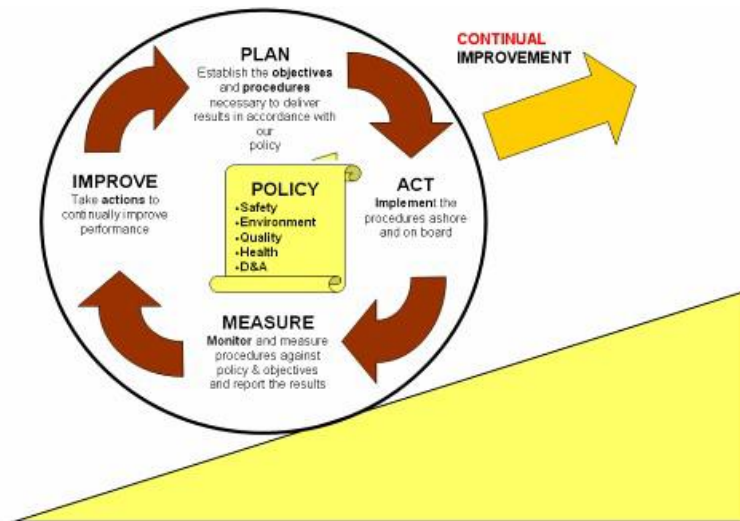 PLAN
Establish the objectives
and procedures
necessary to deliver
results in accordance with
our
policy
CONTINUAL
IMPROVEMENT
ACT
Implement the
procedures ashore
and on board
MEASURE
Monitor and measure
procedures against
policy & objectives
and report the results
IMPROVE
Take actions to
continually improve
performance
POLICY
•Safety
•Environment
•Quality
•Health
•D&A